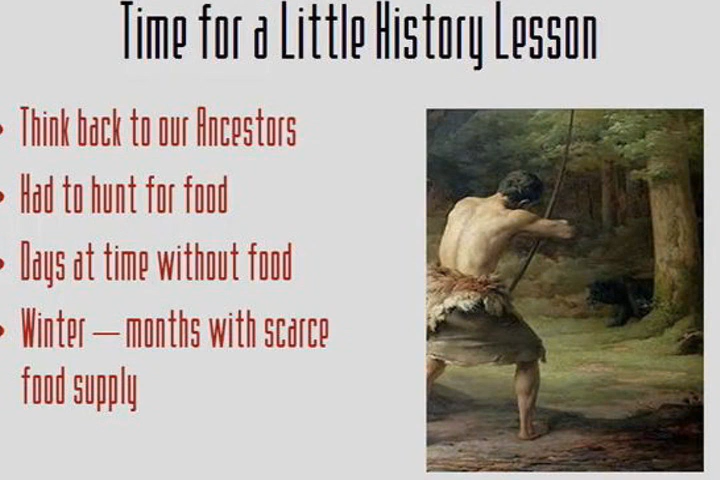 Time for a Little History Lesson
• Think back to our Ancestors
• Had to hunt for food
• Days at time without food
• Winter – months with scarce
food supply